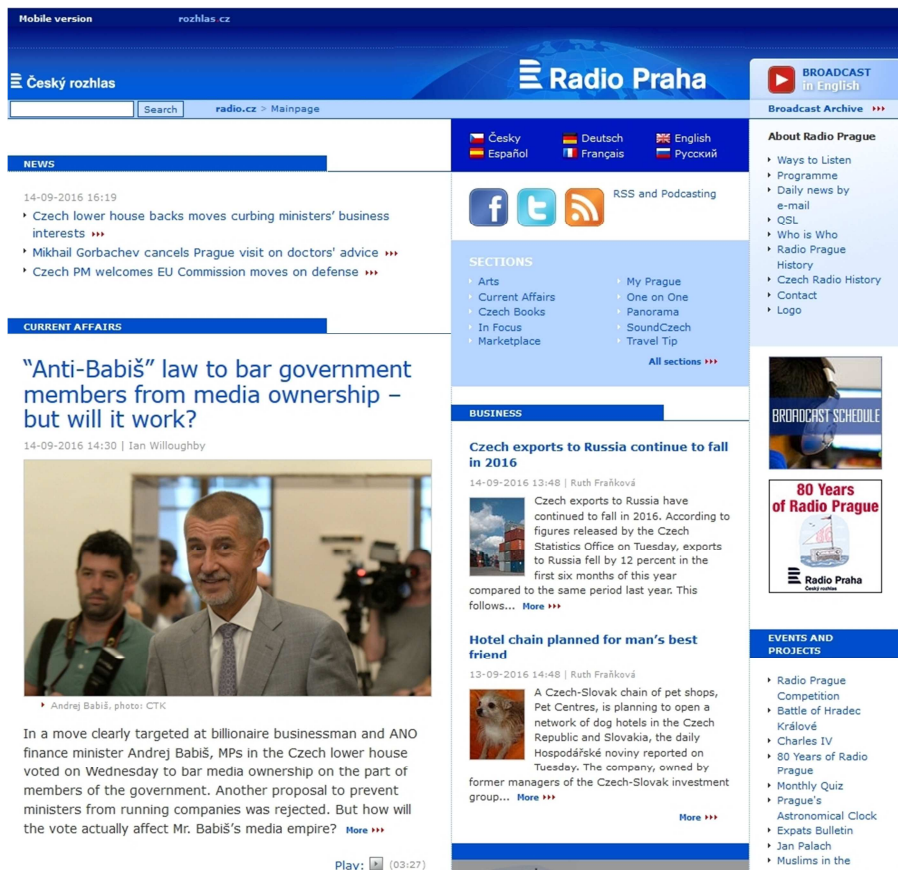 Mobile version
rozhlas.cz
Český rozhlas
Radio Praha
BROADCAST
in English
Search
radio.cz > Mainpage
Broadcast Archive
NEWS
14-09-2016 16:19
Czech lower house backs moves curbing ministers’ business
interests
Mikhail Gorbachev cancels Prague visit on doctors' advice
Czech PM welcomes EU Commission moves on defense
CURRENT AFFAIRS
“Anti-Babiš” law to bar government
members from media ownership –
but will it work?
14-09-2016 14:30 | Ian Willoughby
Andrej Babiš, photo: CTK
In a move clearly targeted at billionaire businessman and ANO
finance minister Andrej Babiš, MPs in the Czech lower house
voted on Wednesday to bar media ownership on the part of
members of the government. Another proposal to prevent
ministers from running companies was rejected. But how will
the vote actually affect Mr. Babiš’s media empire? More
Play: (03:27)
Česky Deutsch English
Español Français Русский
RSS and Podcasting
SECTIONS
Arts
Current Affairs
Czech Books
In Focus
Marketplace
My Prague
One on One
Panorama
SoundCzech
Travel Tip
All sections
BUSINESS
Czech exports to Russia continue to fall
in 2016
14-09-2016 13:48 | Ruth Fraňková
Czech exports to Russia have
continued to fall in 2016. According to
figures released by the Czech
Statistics Office on Tuesday, exports
to Russia fell by 12 percent in the
first six months of this year
compared to the same period last year. This
follows... More
Hotel chain planned for man’s best
friend
13-09-2016 14:48 | Ruth Fraňková
A Czech-Slovak chain of pet shops,
Pet Centres, is planning to open a
network of dog hotels in the Czech
Republic and Slovakia, the daily
Hospodářské noviny reported on
Tuesday. The company, owned by
former managers of the Czech-Slovak investment
group... More
More
About Radio Prague
Ways to Listen
Programme
Daily news by
e-mail
QSL
Who is Who
Radio Prague
History
Czech Radio History
Contact
Logo
BROADCAST SCHEDULE
80 Years
of Radio Prague
Radio Praha
Český rozhlas
EVENTS AND
PROJECTS
Radio Prague
Competition
Battle of Hradec
Králové
Charles IV
80 Years of Radio
Prague
Monthly Quiz
Prague's
Astronomical Clock
Expats Bulletin
Jan Palach
Muslims in the